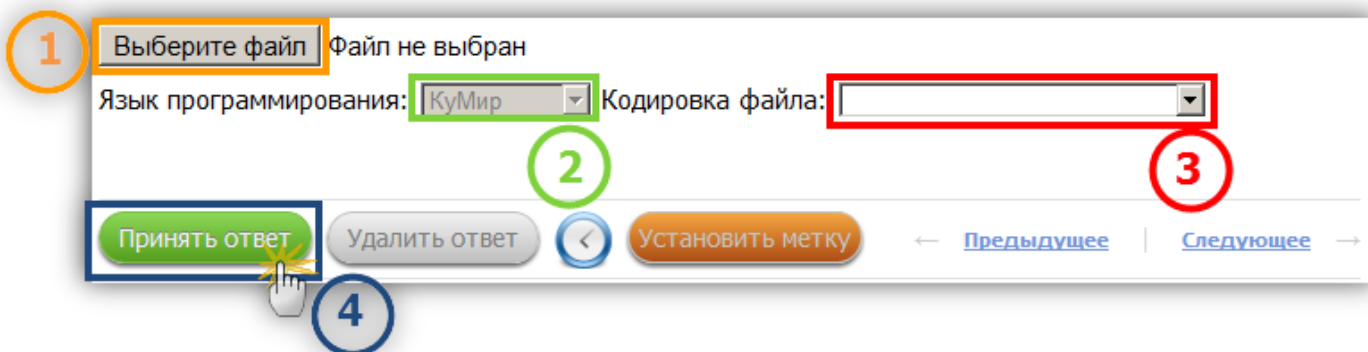 1 Выберите файл Файл не выбран
Язык программирования: КуМир Кодировка файла:
2 3
Принять ответ Удалить ответ Установить метку ← Предыдущее Следующее →
4